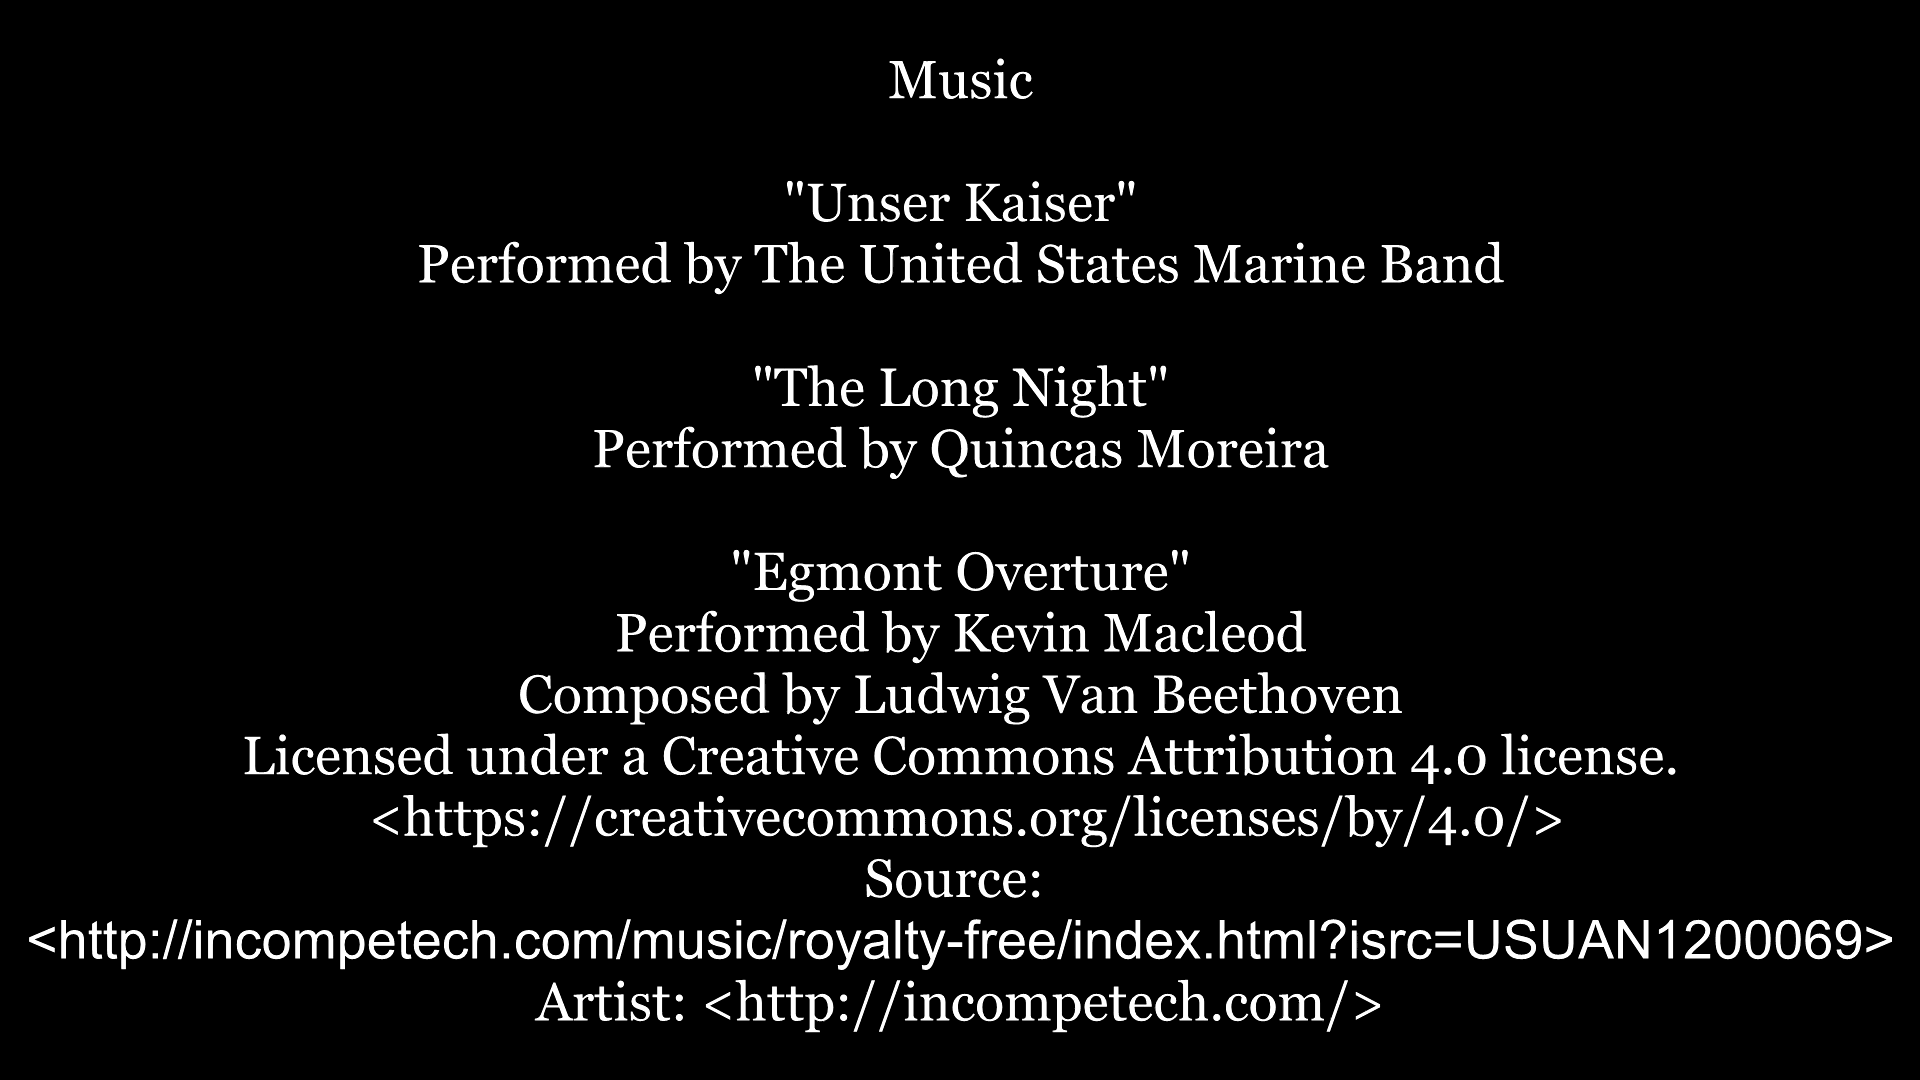 Music
"Unser Kaiser"
Performed by The United States Marine Band
"The Long Night"
Performed by Quincas Moreira
"Egmont Overture"
Performed by Kevin Macleod
Composed by Ludwig Van Beethoven
Licensed under a Creative Commons Attribution 4.0 license.
<https://creativecommons.org/licenses/by/4.0/>
Source:
<http://incompetech.com/music/royalty-free/index.html?isrc=USUAN1200069>
Artist: <http://incompetech.com/>